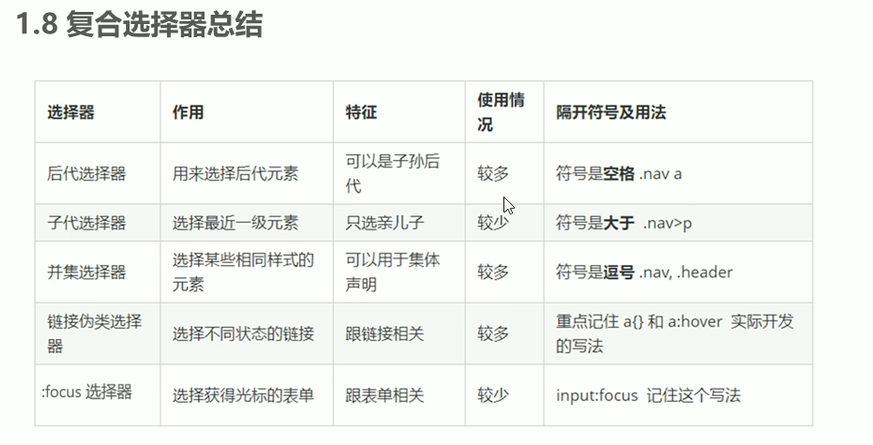 1.8 复合选择器总结
选择器 作用 特征 使用情况 隔开符号及用法
后代选择器 用来选择后代元素 可以是子孙后代 较多 符号是空格 .nav a
子代选择器 选择最近一级元素 只选亲儿子 较少 符号是大于 .nav>p
并集选择器 选择某些相同样式的元素 可以用于集体声明 较多 符号是逗号 .nav, .header
链接伪类选择器 选择不同状态的链接 跟链接相关 较多 重点记住 a{} 和 a:hover 实际开发的写法
:focus 选择器 选择获得光标的表单 跟表单相关 较少 input:focus 记住这个写法